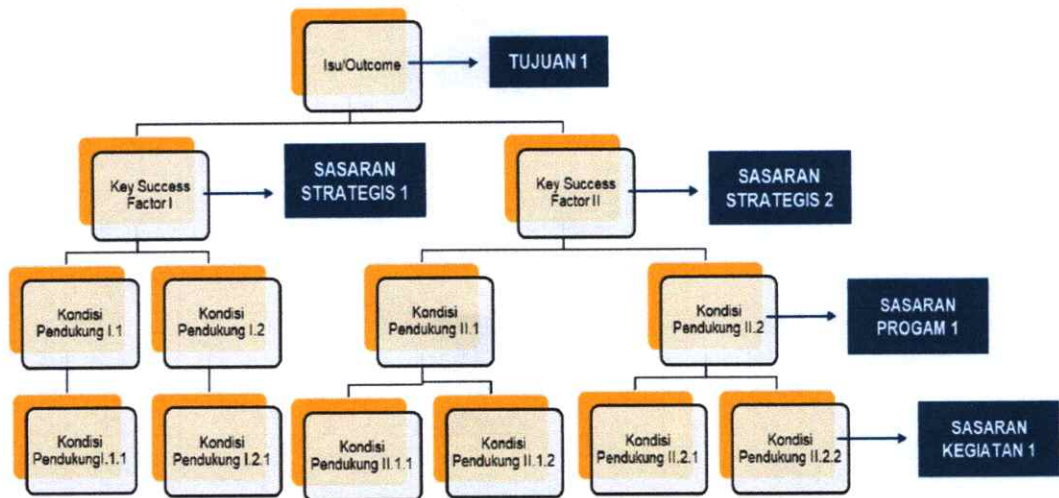 Isu/Outcome
TUJUAN 1
Key Success
Factor I
SASARAN
STRATEGIS 1
Key Success
Factor II
SASARAN
STRATEGIS 2
Kondisi
Pendukung I.1
Kondisi
Pendukung I.2
Kondisi
Pendukung II.1
Kondisi
Pendukung II.2
SASARAN
PROGAM 1
Kondisi
PendukungI.1.1
Kondisi
Pendukung I.2.1
Kondisi
Pendukung II.1.1
Kondisi
Pendukung II.1.2
Kondisi
Pendukung II.2.1
Kondisi
Pendukung II.2.2
SASARAN
KEGIATAN 1